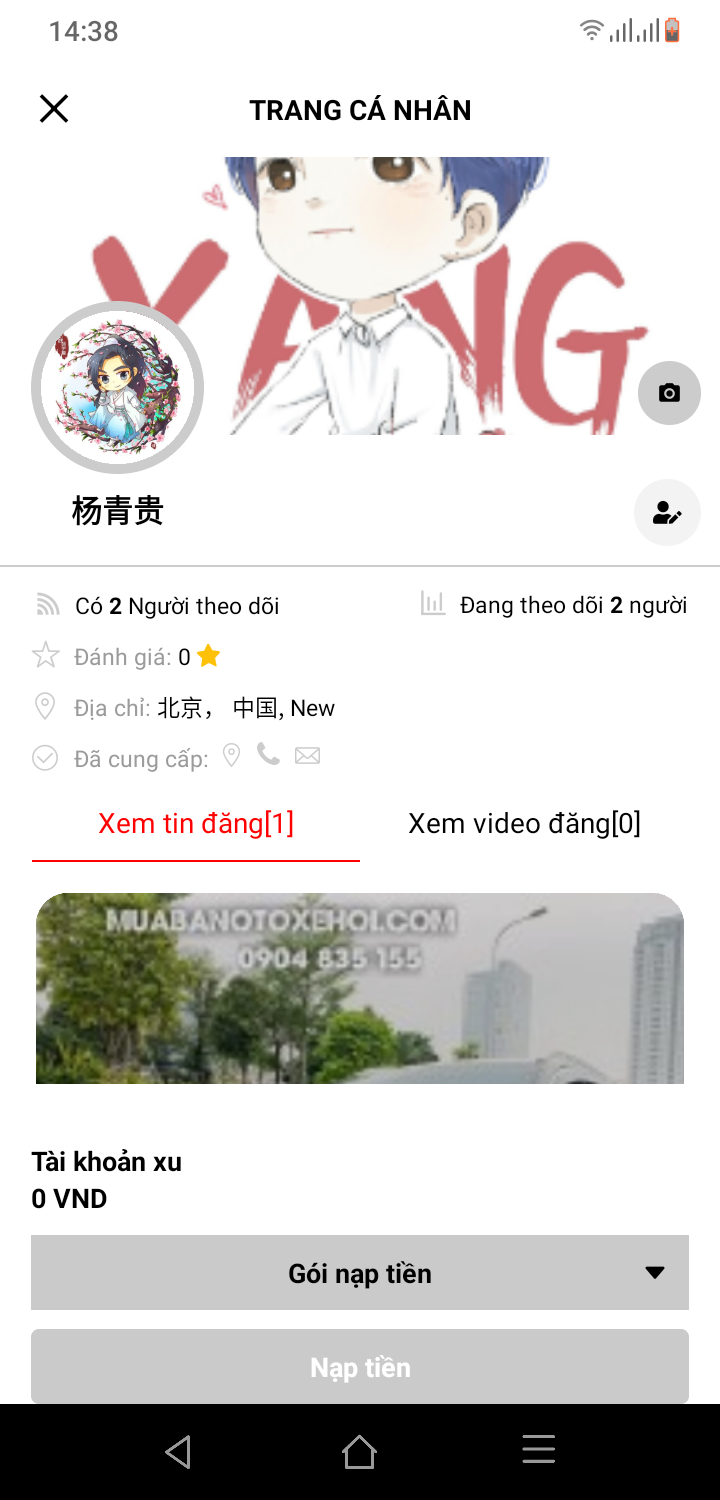 14:38
TRANG CÁ NHÂN
YANG
杨青贵
Có 2 Người theo dõi
Đang theo dõi 2 người
Đánh giá: 0
Địa chỉ: 北京， 中国, New
Đã cung cấp:
Xem tin đăng[1]
Xem video đăng[0]
MUABANOTOXEHOI.COM
0904 835 155
Tài khoản xu
0 VND
Gói nạp tiền
Nạp tiền